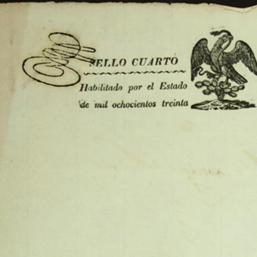 SELLO CUARTO
Habilitado por el Estado
de mil ochocientos treinta